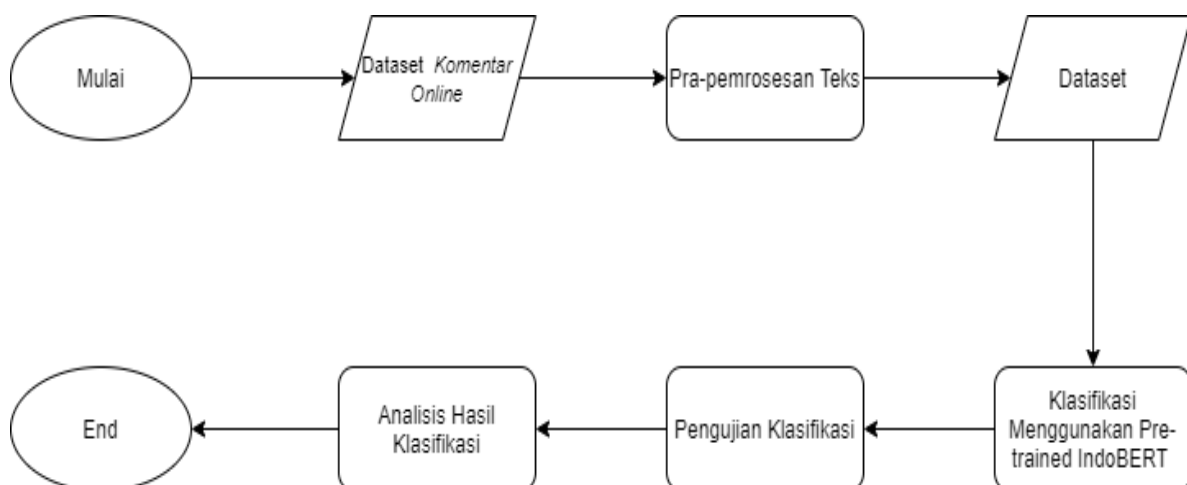 Mulai
Dataset Komentar
Online
Pra-pemrosesan Teks
Dataset
Klasifikasi
Menggunakan Pre-
trained IndoBERT
Pengujian Klasifikasi
Analisis Hasil
Klasifikasi
End